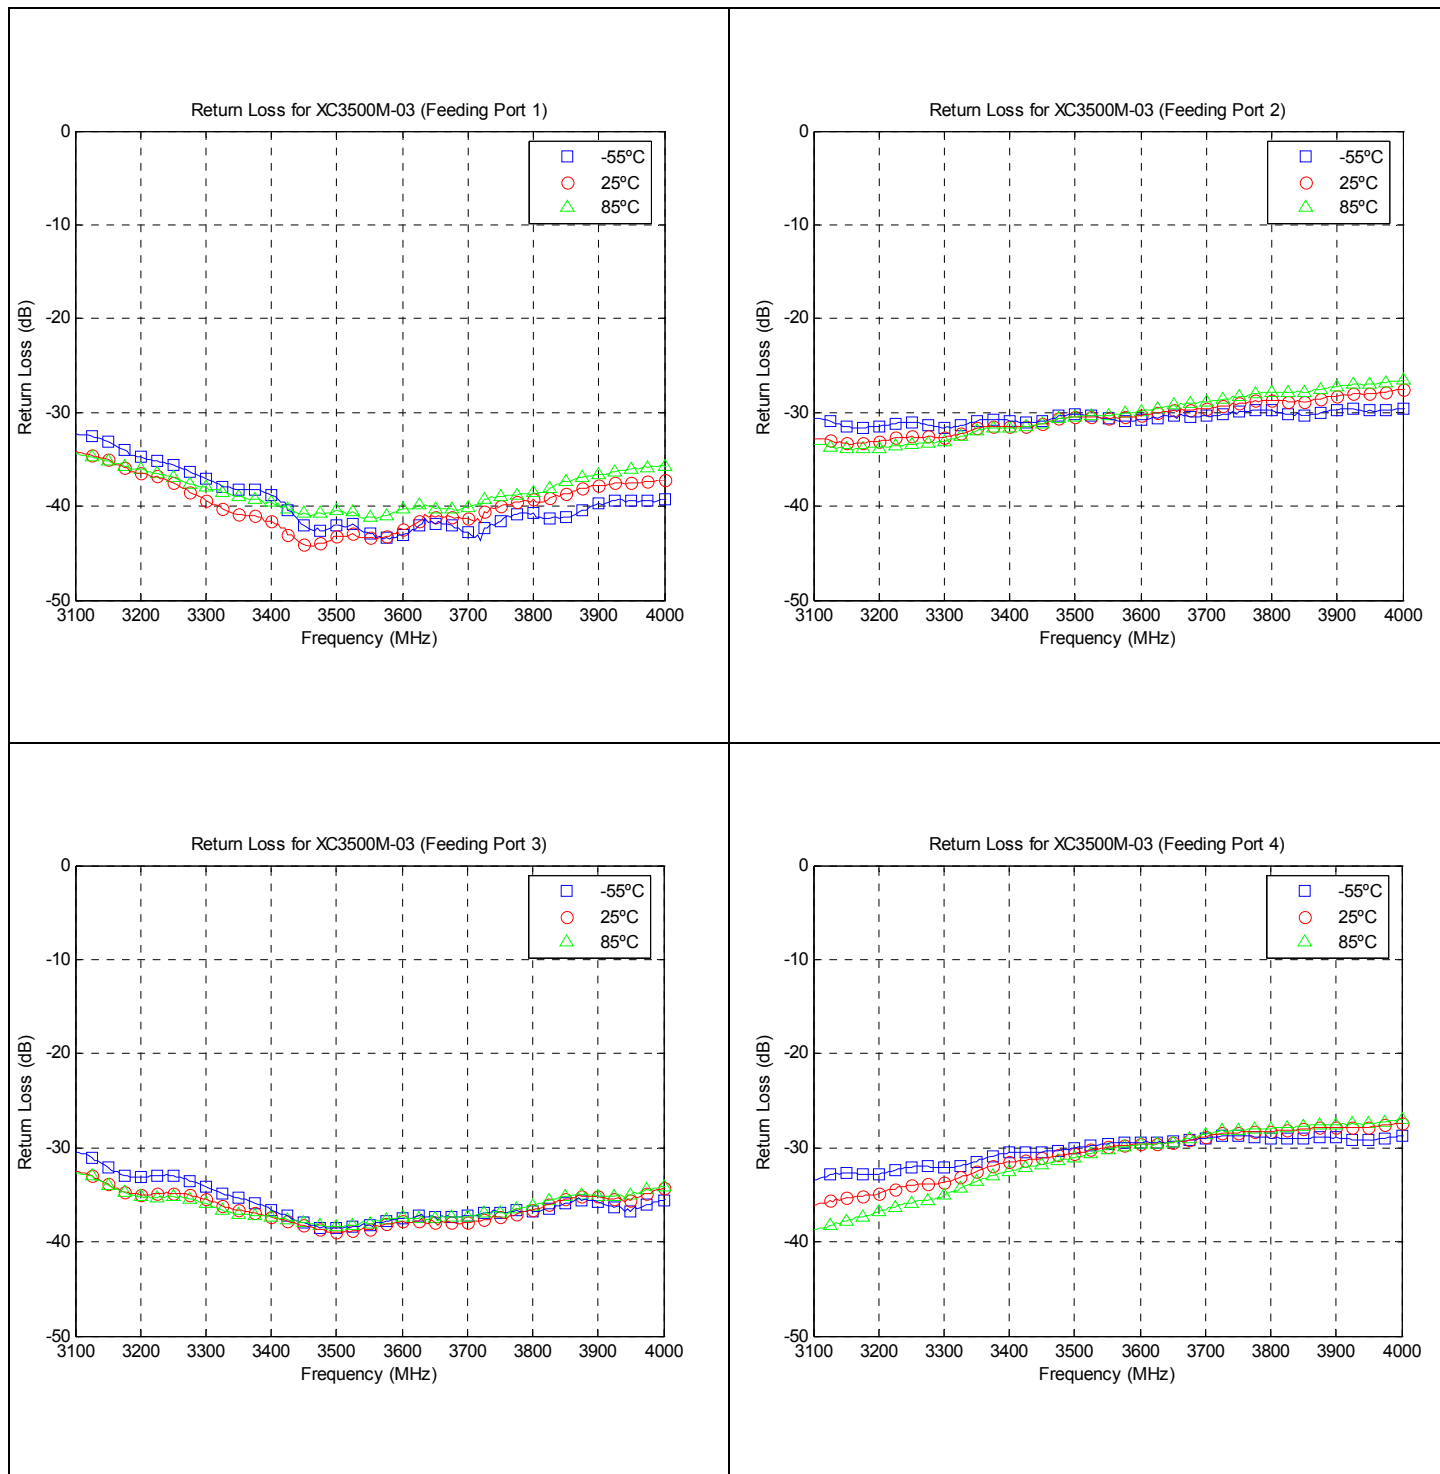 Return Loss for XC3500M-03 (Feeding Port 1)
0
-10
-20
-30
-40
-50
Return Loss (dB)
-55ºC
25ºC
85ºC
3100 3200 3300 3400 3500 3600 3700 3800 3900 4000
Frequency (MHz)
Return Loss for XC3500M-03 (Feeding Port 2)
0
-10
-20
-30
-40
-50
Return Loss (dB)
-55ºC
25ºC
85ºC
3100 3200 3300 3400 3500 3600 3700 3800 3900 4000
Frequency (MHz)
Return Loss for XC3500M-03 (Feeding Port 3)
0
-10
-20
-30
-40
-50
Return Loss (dB)
-55ºC
25ºC
85ºC
3100 3200 3300 3400 3500 3600 3700 3800 3900 4000
Frequency (MHz)
Return Loss for XC3500M-03 (Feeding Port 4)
0
-10
-20
-30
-40
-50
Return Loss (dB)
-55ºC
25ºC
85ºC
3100 3200 3300 3400 3500 3600 3700 3800 3900 4000
Frequency (MHz)